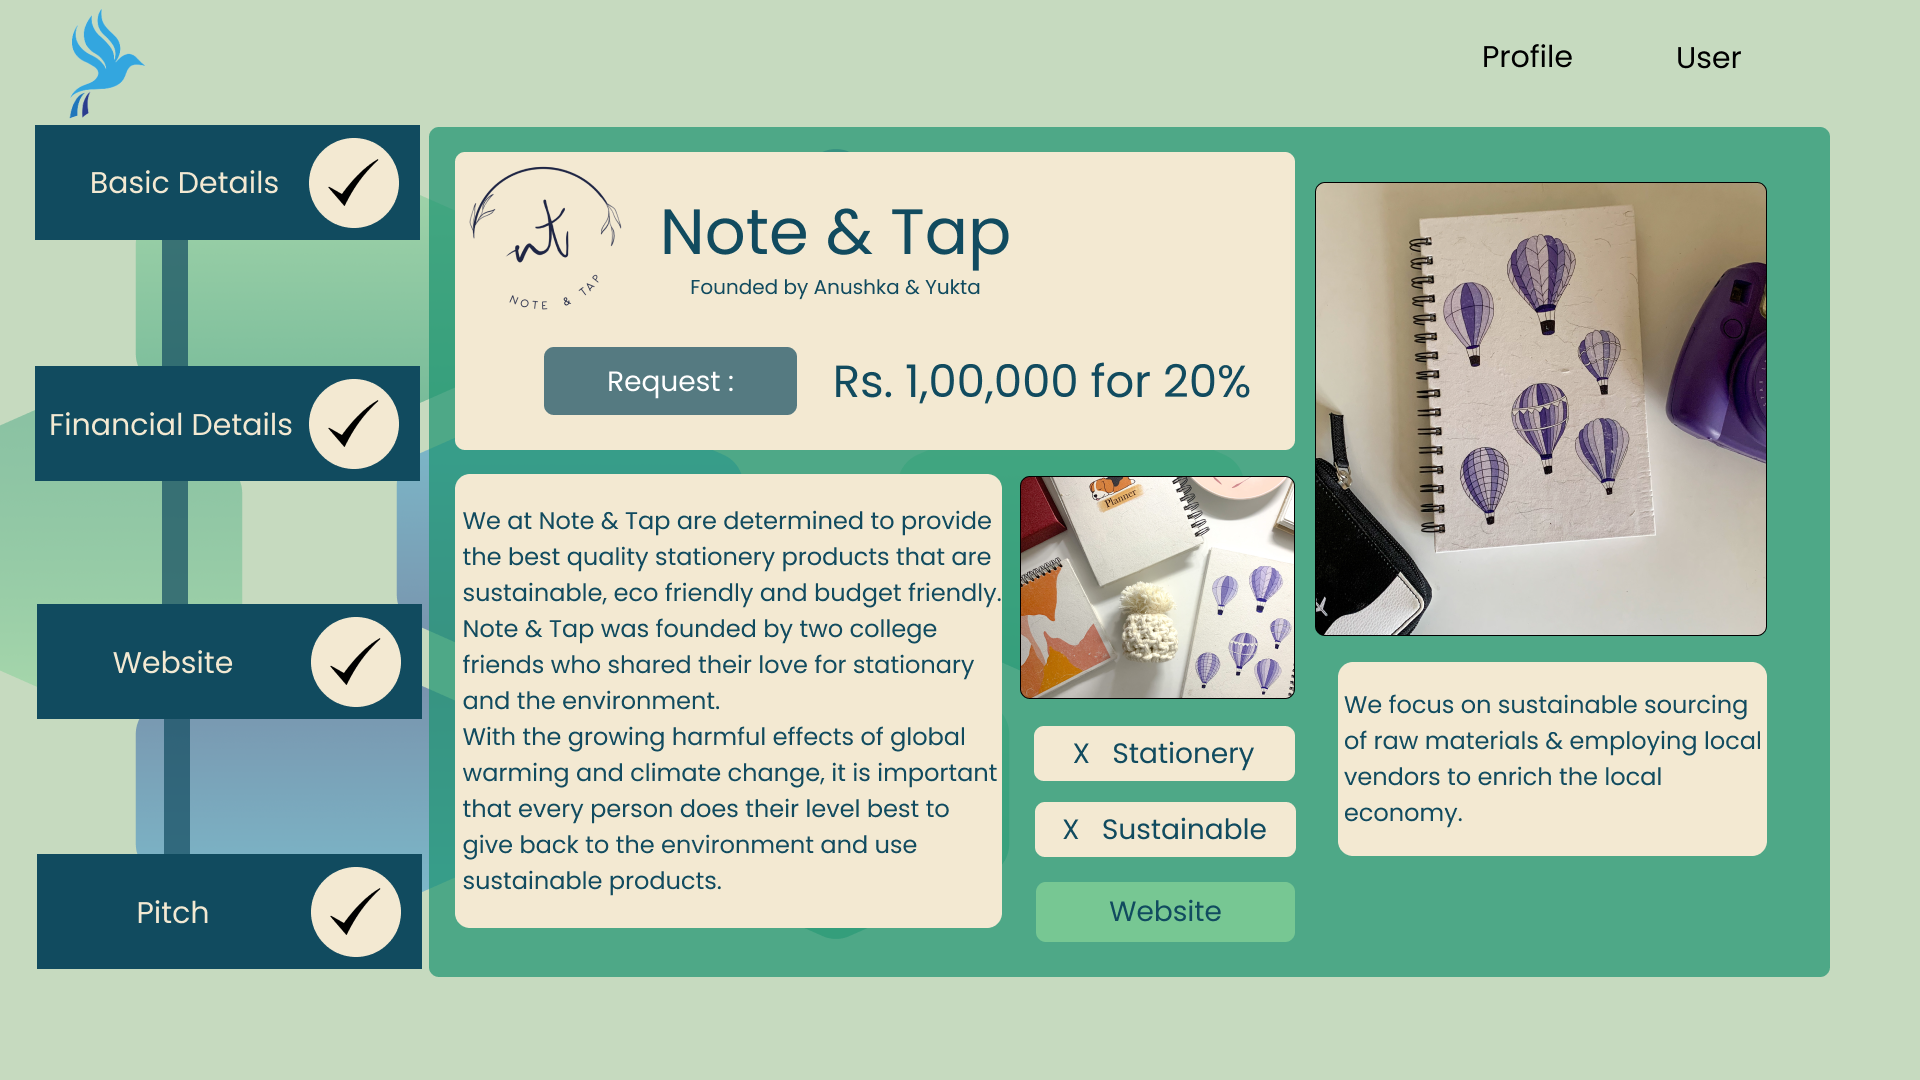 Profile
User
Basic Details
Financial Details
Website
Pitch
nt
NOTE & TAP
Note & Tap
Founded by Anushka & Yukta
Request :
Rs. 1,00,000 for 20%
We at Note & Tap are determined to provide
the best quality stationery products that are
sustainable, eco friendly and budget friendly.
Note & Tap was founded by two college
friends who shared their love for stationary
and the environment.
With the growing harmful effects of global
warming and climate change, it is important
that every person does their level best to
give back to the environment and use
sustainable products.
Planner
X Stationery
X Sustainable
Website
We focus on sustainable sourcing
of raw materials & employing local
vendors to enrich the local
economy.